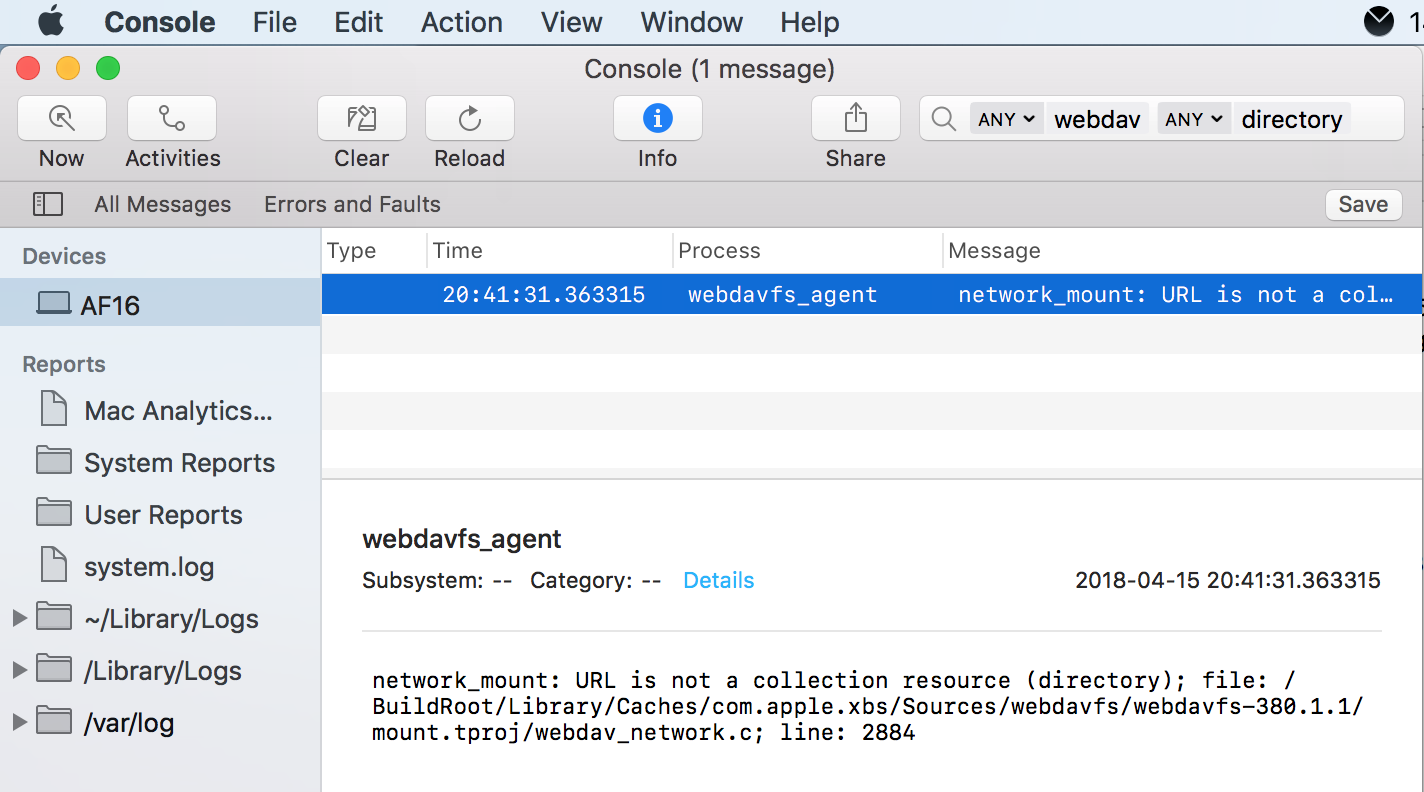 Console File Edit Action View Window Help
Console (1 message)
ANY webdav ANY directory
Now Activities Clear Reload Info Share
All Messages Errors and Faults Save
Devices
AF16
Reports
Mac Analytics...
System Reports
User Reports
system.log
~/Library/Logs
/Library/Logs
/var/log
Type Time Process Message
20:41:31.363315 webdavfs_agent network_mount: URL is not a col...
webdavfs_agent
Subsystem: -- Category: -- Details 2018-04-15 20:41:31.363315
network_mount: URL is not a collection resource (directory); file: /
BuildRoot/Library/Caches/com.apple.xbs/Sources/webdavfs/webdavfs-380.1.1/
mount.tproj/webdav_network.c; line: 2884